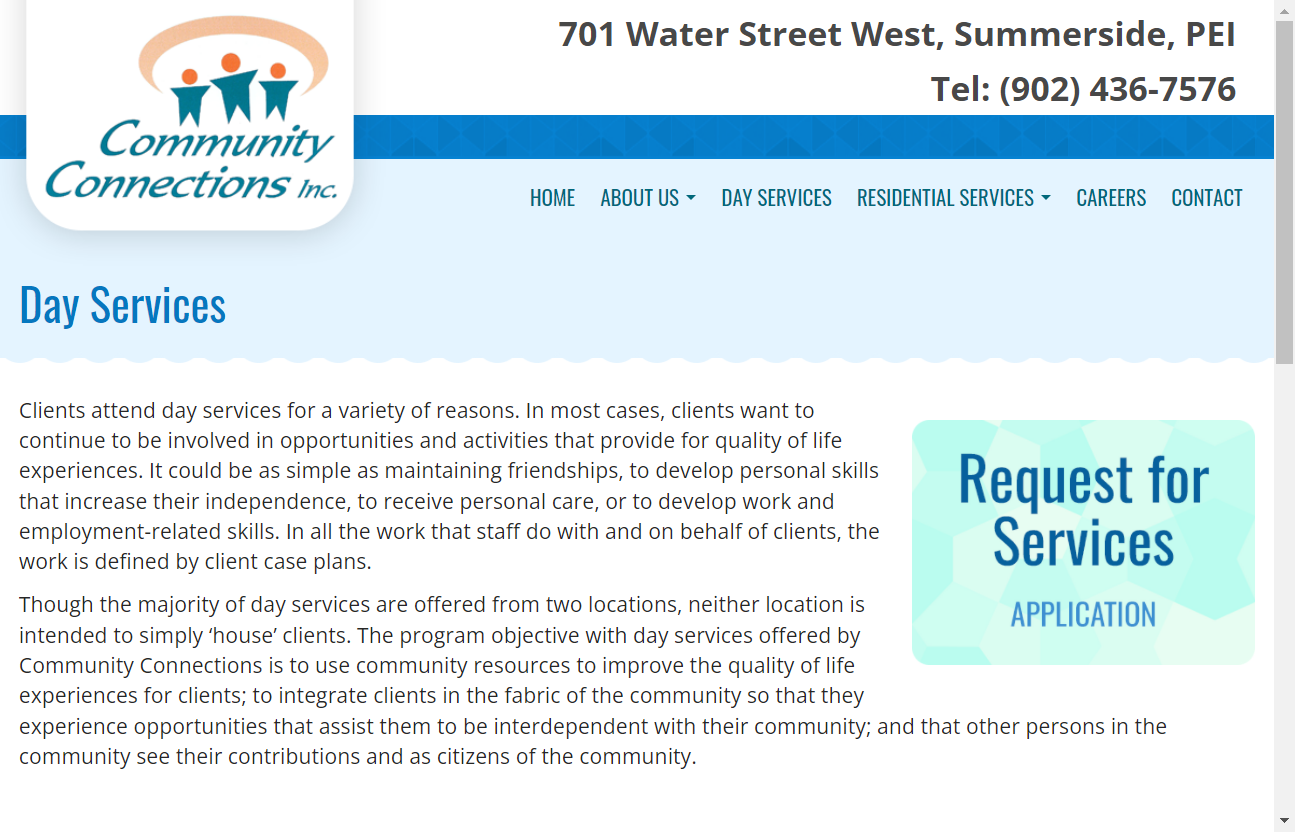 701 Water Street West, Summerside, PEI
Tel: (902) 436-7576
Community
Connections Inc.
HOME ABOUT US DAY SERVICES RESIDENTIAL SERVICES CAREERS CONTACT
Day Services
Clients attend day services for a variety of reasons. In most cases, clients want to
continue to be involved in opportunities and activities that provide for quality of life
experiences. It could be as simple as maintaining friendships, to develop personal skills
that increase their independence, to receive personal care, or to develop work and
employment-related skills. In all the work that staff do with and on behalf of clients, the
work is defined by client case plans.
Request for
Services
APPLICATION
Though the majority of day services are offered from two locations, neither location is
intended to simply ‘house’ clients. The program objective with day services offered by
Community Connections is to use community resources to improve the quality of life
experiences for clients; to integrate clients in the fabric of the community so that they
experience opportunities that assist them to be interdependent with their community; and that other persons in the
community see their contributions and as citizens of the community.